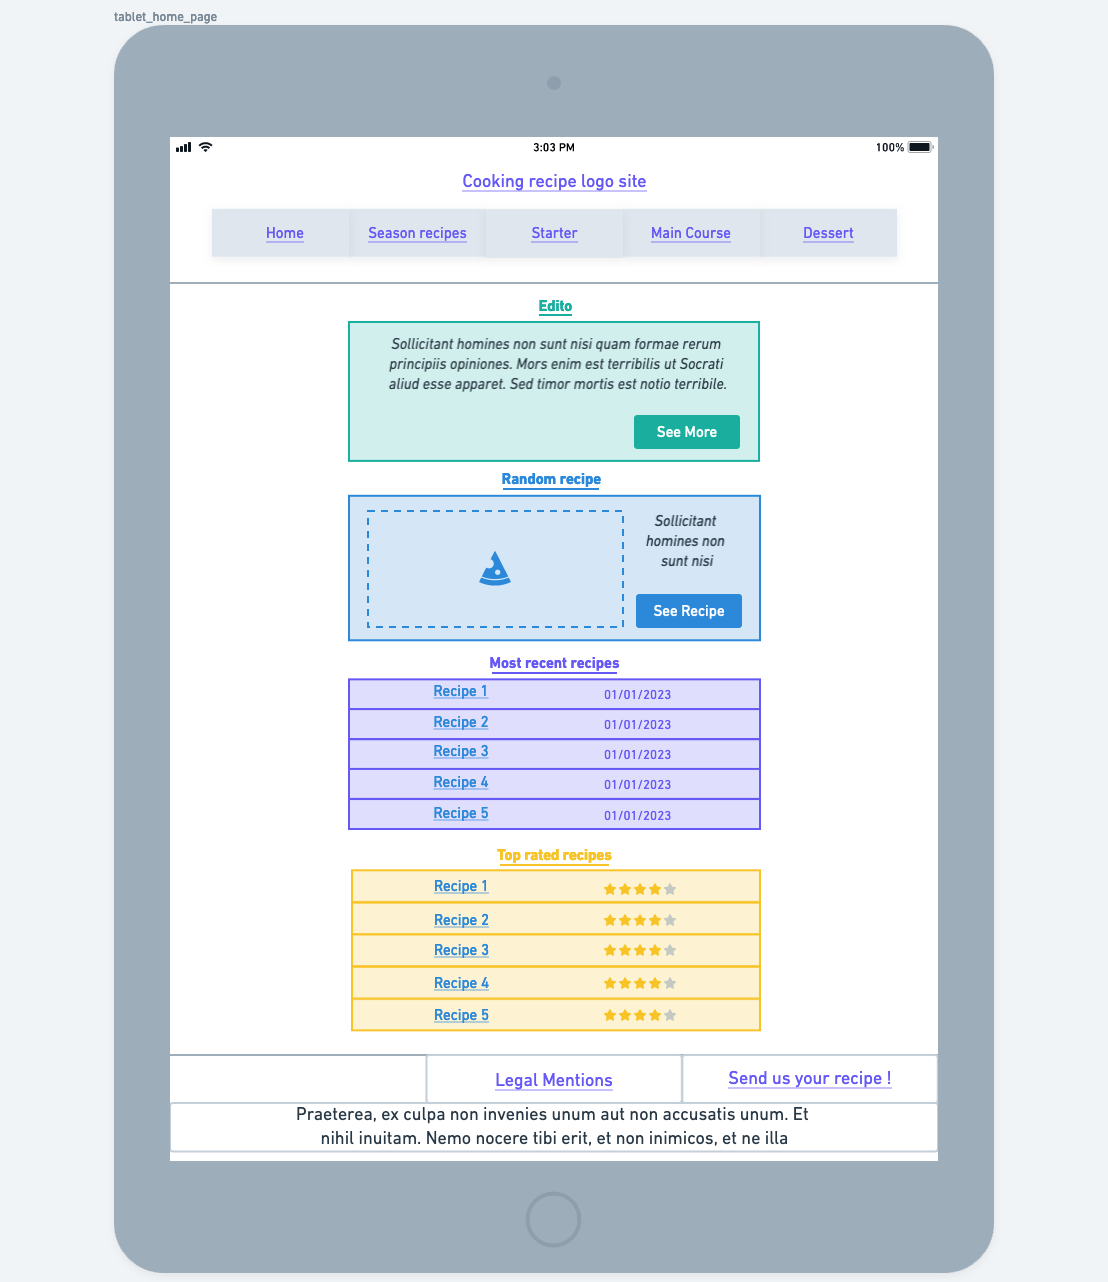 tablet_home_page
3:03 PM
100%
Cooking recipe logo site
Home
Season recipes
Starter
Main Course
Dessert
Edito
Sollicitant homines non sunt nisi quam formae rerum
principiis opiniones. Mors enim est terribilis ut Socrati
aliud esse apparet. Sed timor mortis est notio terribile.
See More
Random recipe
Sollicitant
homines non
sunt nisi
See Recipe
Most recent recipes
Recipe 1 01/01/2023
Recipe 2 01/01/2023
Recipe 3 01/01/2023
Recipe 4 01/01/2023
Recipe 5 01/01/2023
Top rated recipes
Recipe 1
Recipe 2
Recipe 3
Recipe 4
Recipe 5
Legal Mentions
Send us your recipe !
Praeterea, ex culpa non invenies unum aut non accusatis unum. Et
nihil inuitam. Nemo nocere tibi erit, et non inimicos, et ne illa